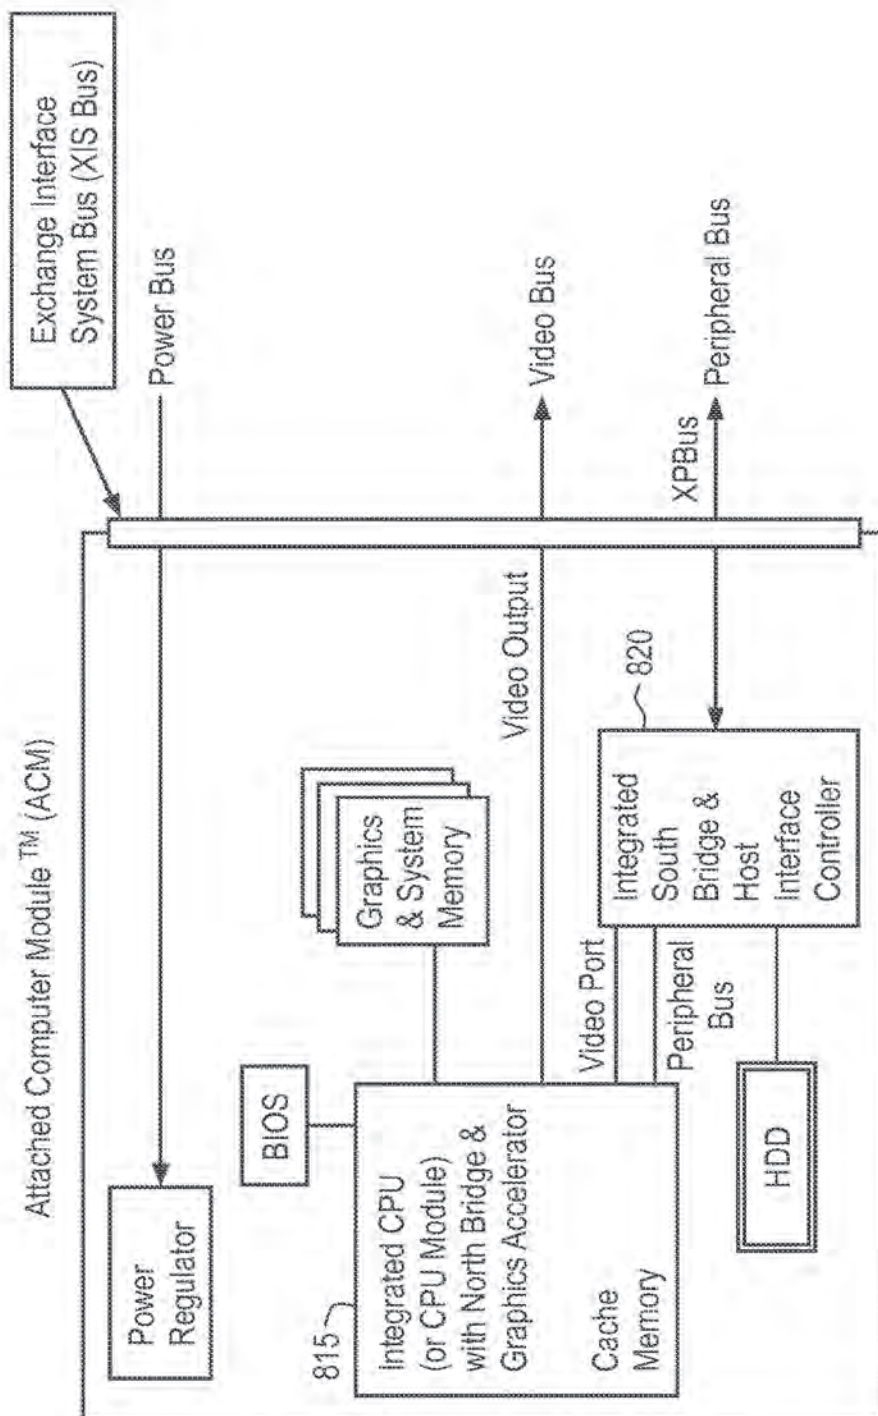 Attached Computer Module™ (ACM)
Exchange Interface
System Bus (XIS Bus)
Power
Regulator
Power Bus
BIOS
815
Integrated CPU
(or CPU Module)
with North Bridge &
Graphics Accelerator
Cache
Memory
Graphics
& System
Memory
Video Output
Video Bus
Video Port
Peripheral
Bus
820
Integrated
South
Bridge &
Host
Interface
Controller
XPBus
Peripheral Bus
HDD